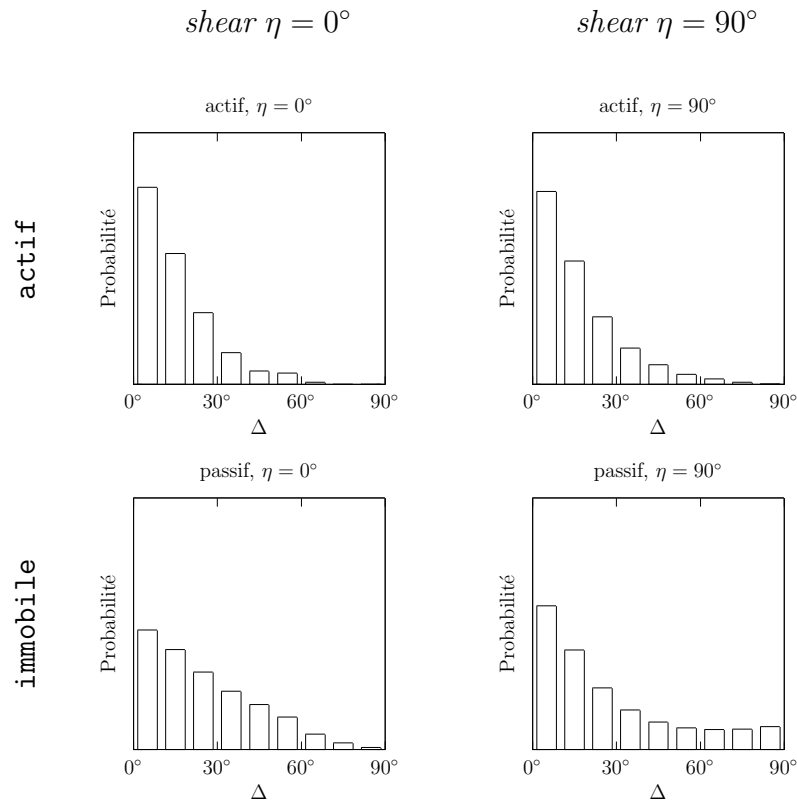 shear η = 0°
shear η = 90°
actif
actif, η = 0°
Probabilité
0° 30° 60° 90°
Δ
actif, η = 90°
Probabilité
0° 30° 60° 90°
Δ
immobile
passif, η = 0°
Probabilité
0° 30° 60° 90°
Δ
passif, η = 90°
Probabilité
0° 30° 60° 90°
Δ